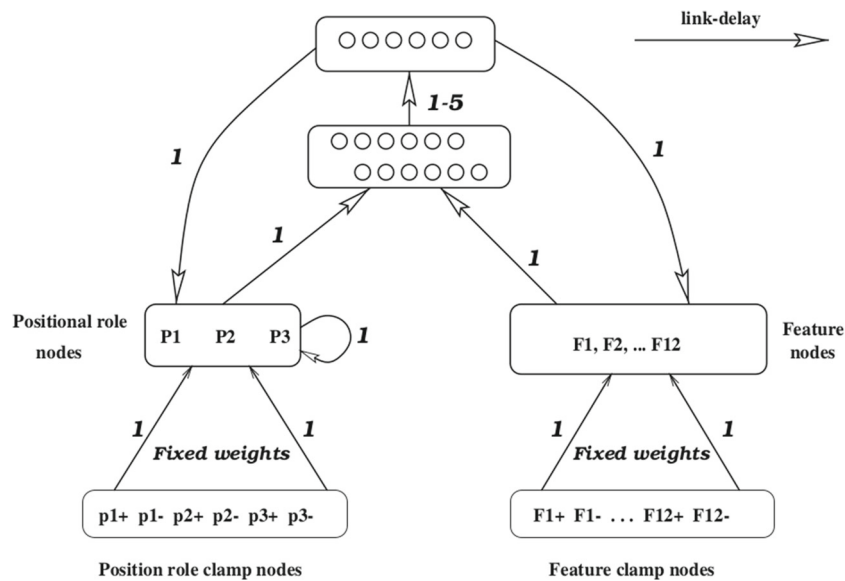 link-delay
1-5
1
1
1
1
Positional role
nodes
P1 P2 P3
1
F1, F2, ... F12
Feature
nodes
1
1
Fixed weights
1
1
Fixed weights
p1+ p1- p2+ p2- p3+ p3-
F1+ F1- . . . F12+ F12-
Position role clamp nodes
Feature clamp nodes